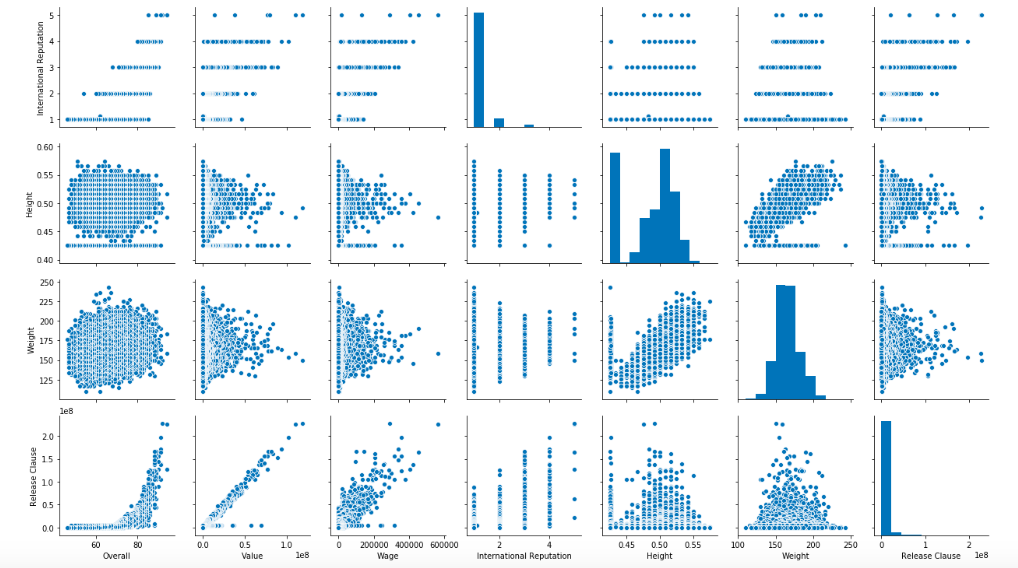 International Reputation
5
4
3
2
1
Height
0.60
0.55
0.50
0.45
0.40
Weight
250
225
200
175
150
125
1e8
Release Clause
2.0
1.5
1.0
0.5
0.0
60 80
Overall
0.0 0.5 1.0
1e8
Value
0 200000 400000 600000
Wage
2 4
International Reputation
0.45 0.50 0.55
Height
100 150 200 250
Weight
0 1 2
1e8
Release Clause